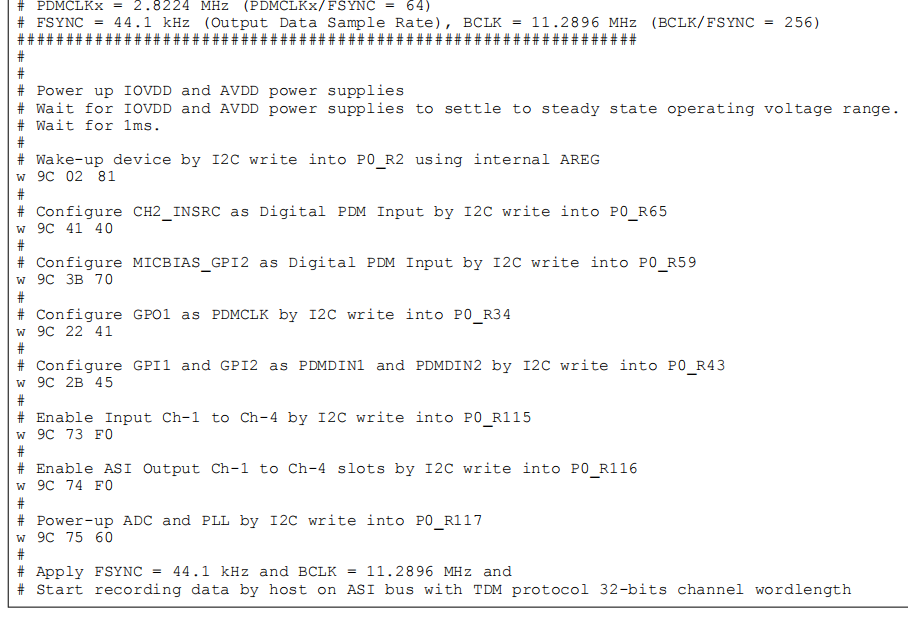 # PDMCLKx = 2.8224 MHz (PDMCLKx/FSYNC = 64)
# FSYNC = 44.1 kHz (Output Data Sample Rate), BCLK = 11.2896 MHz (BCLK/FSYNC = 256)
################################################################
#
#
# Power up IOVDD and AVDD power supplies
# Wait for IOVDD and AVDD power supplies to settle to steady state operating voltage range.
# Wait for 1ms.
#
# Wake-up device by I2C write into P0_R2 using internal AREG
w 9C 02 81
#
# Configure CH2_INSRC as Digital PDM Input by I2C write into P0_R65
w 9C 41 40
#
# Configure MICBIAS_GPI2 as Digital PDM Input by I2C write into P0_R59
w 9C 3B 70
#
# Configure GPO1 as PDMCLK by I2C write into P0_R34
w 9C 22 41
#
# Configure GPI1 and GPI2 as PDMDIN1 and PDMDIN2 by I2C write into P0_R43
w 9C 2B 45
#
# Enable Input Ch-1 to Ch-4 by I2C write into P0_R115
w 9C 73 F0
#
# Enable ASI Output Ch-1 to Ch-4 slots by I2C write into P0_R116
w 9C 74 F0
#
# Power-up ADC and PLL by I2C write into P0_R117
w 9C 75 60
#
# Apply FSYNC = 44.1 kHz and BCLK = 11.2896 MHz and
# Start recording data by host on ASI bus with TDM protocol 32-bits channel wordlength